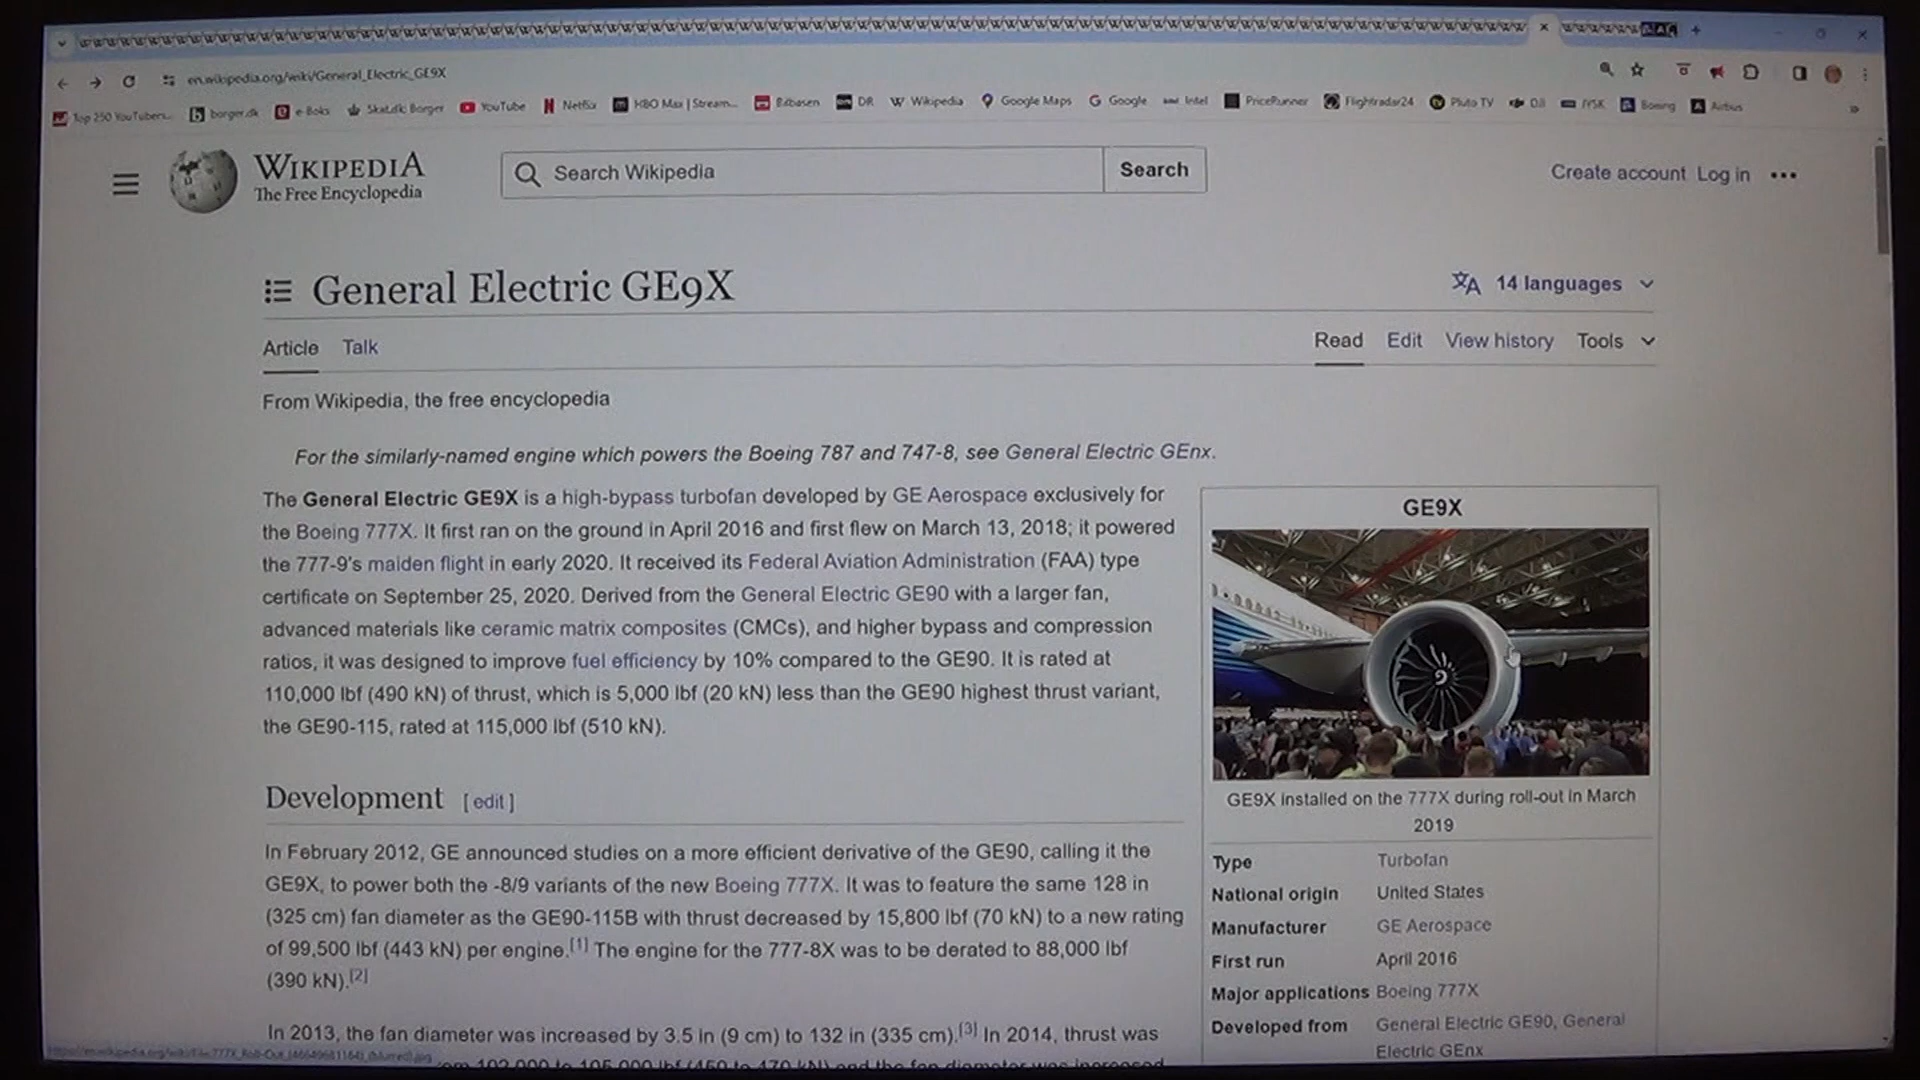 en.wikipedia.org/wiki/General_Electric_GE9X
Top 250 YouTubers... borger.dk e-Boks Skat.dk: Borger YouTube Netflix HBO Max | Stream... Bilbasen DR Wikipedia Google Maps Google Intel PriceRunner Flightradar24 Pluto TV DJI JYSK Boeing Airbus
WIKIPEDIA
The Free Encyclopedia
Search Wikipedia
Search
Create account Log in
General Electric GE9X
14 languages
Article Talk
Read Edit View history Tools
From Wikipedia, the free encyclopedia
For the similarly-named engine which powers the Boeing 787 and 747-8, see General Electric GEnx.
The General Electric GE9X is a high-bypass turbofan developed by GE Aerospace exclusively for
the Boeing 777X. It first ran on the ground in April 2016 and first flew on March 13, 2018; it powered
the 777-9's maiden flight in early 2020. It received its Federal Aviation Administration (FAA) type
certificate on September 25, 2020. Derived from the General Electric GE90 with a larger fan,
advanced materials like ceramic matrix composites (CMCs), and higher bypass and compression
ratios, it was designed to improve fuel efficiency by 10% compared to the GE90. It is rated at
110,000 lbf (490 kN) of thrust, which is 5,000 lbf (20 kN) less than the GE90 highest thrust variant,
the GE90-115, rated at 115,000 lbf (510 kN).
Development [ edit ]
In February 2012, GE announced studies on a more efficient derivative of the GE90, calling it the
GE9X, to power both the -8/9 variants of the new Boeing 777X. It was to feature the same 128 in
(325 cm) fan diameter as the GE90-115B with thrust decreased by 15,800 lbf (70 kN) to a new rating
of 99,500 lbf (443 kN) per engine.[1] The engine for the 777-8X was to be derated to 88,000 lbf
(390 kN).[2]
In 2013, the fan diameter was increased by 3.5 in (9 cm) to 132 in (335 cm).[3] In 2014, thrust was
102,000 to 105,000 lbf (450 to 470 kN) and the fan diameter was increased
GE9X
GE9X installed on the 777X during roll-out in March
2019
Type Turbofan
National origin United States
Manufacturer GE Aerospace
First run April 2016
Major applications Boeing 777X
Developed from General Electric GE90, General
Electric GEnx